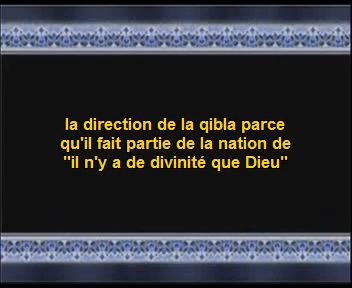 la direction de la qibla parce
qu'il fait partie de la nation de
"il n'y a de divinité que Dieu"